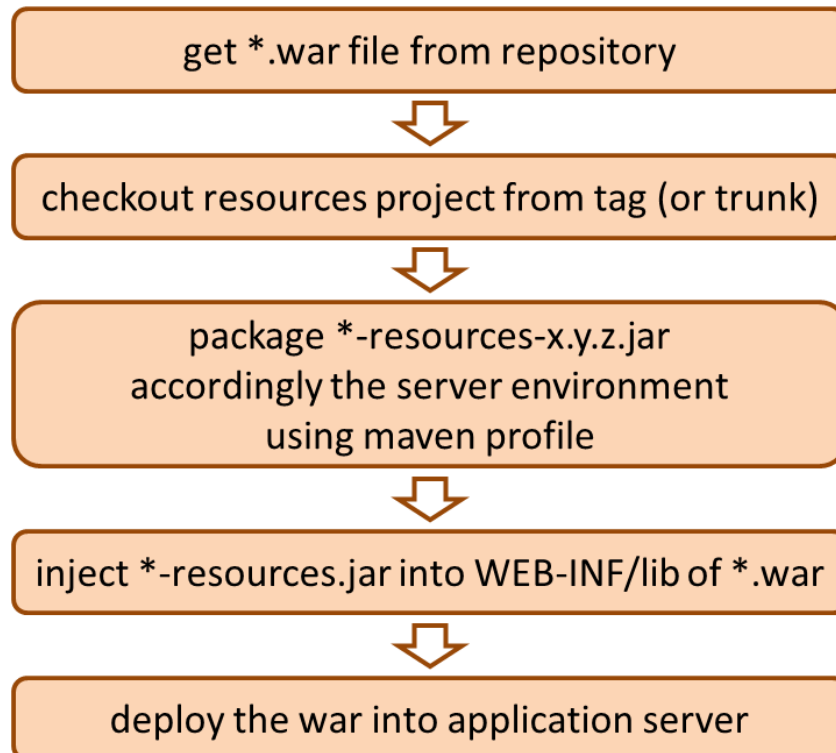 get *.war file from repository
checkout resources project from tag (or trunk)
package *-resources-x.y.z.jar
accordingly the server environment
using maven profile
inject *-resources.jar into WEB-INF/lib of *.war
deploy the war into application server